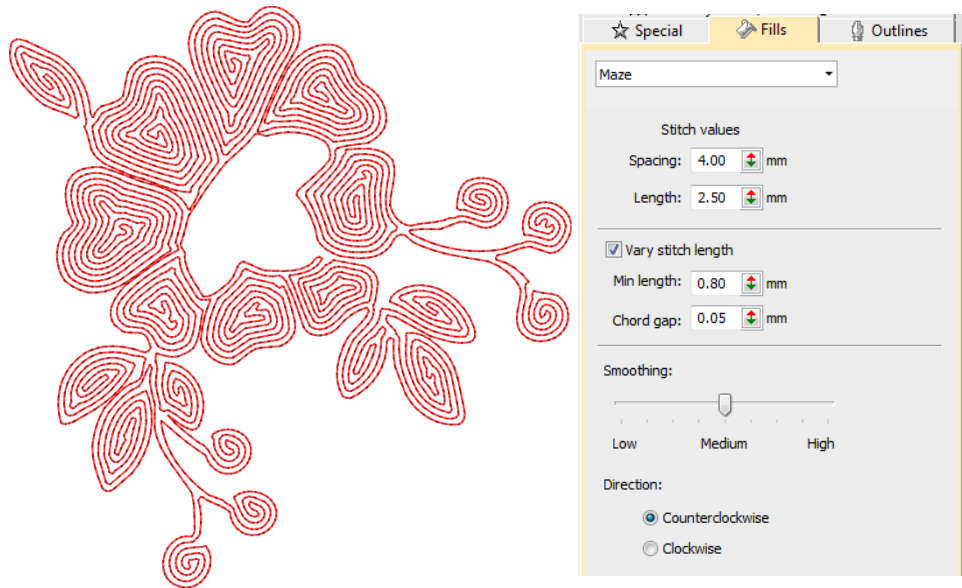 Special Fills Outlines
Maze
Stitch values
Spacing: 4.00 mm
Length: 2.50 mm
Vary stitch length
Min length: 0.80 mm
Chord gap: 0.05 mm
Smoothing:
Low Medium High
Direction:
Counterclockwise
Clockwise